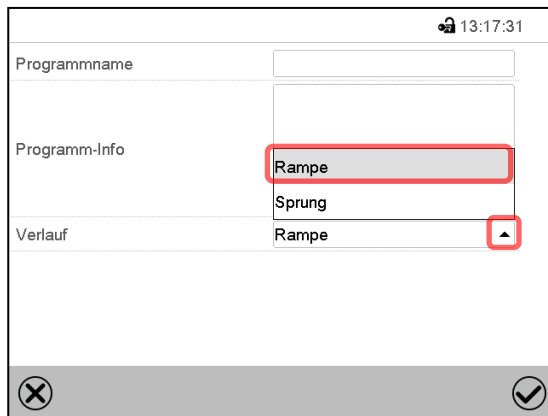 13:17:31
Programmname
Programm-Info
Rampe
Sprung
Verlauf Rampe